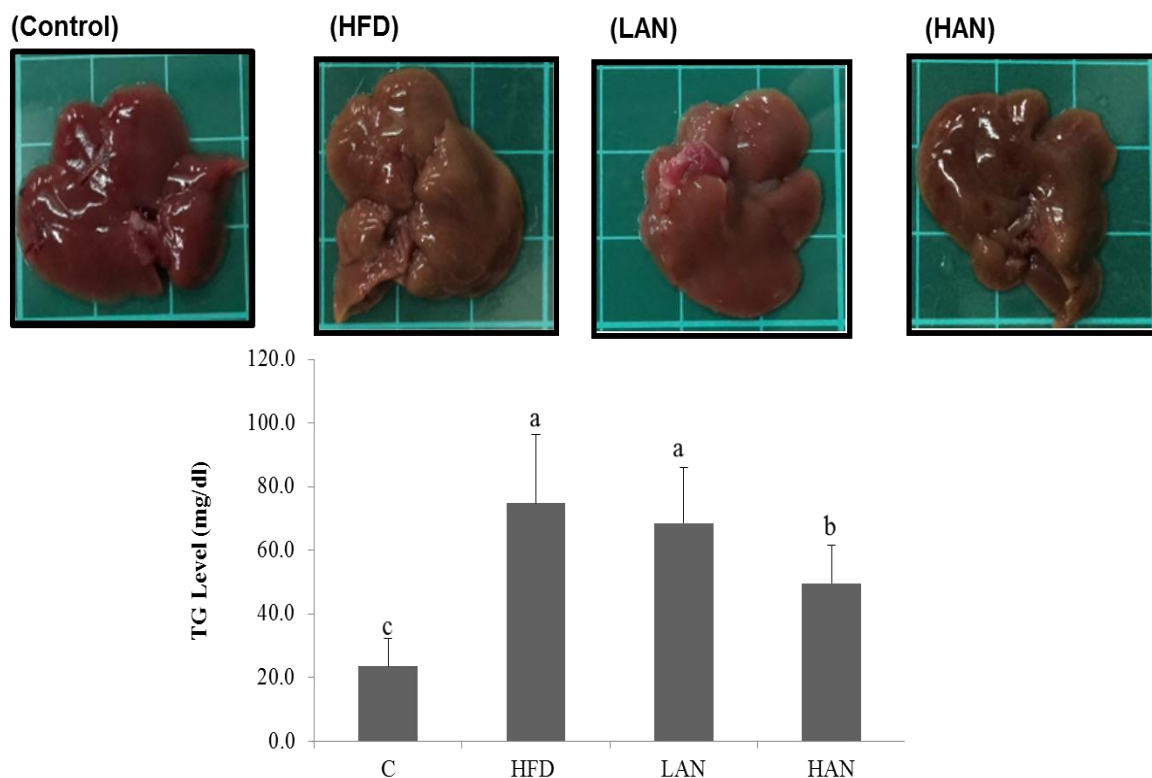 (Control) (HFD) (LAN) (HAN)
120.0
100.0
80.0
60.0
40.0
20.0
0.0
TG Level (mg/dl)
c
a
a
b
C HFD LAN HAN